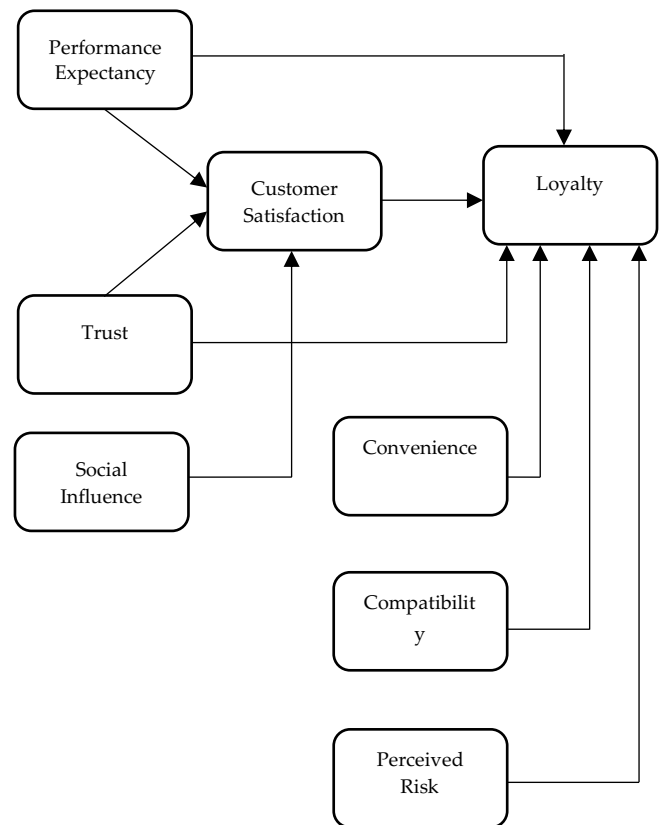 Performance
Expectancy
Customer
Satisfaction
Loyalty
Trust
Social
Influence
Convenience
Compatibilit
y
Perceived
Risk